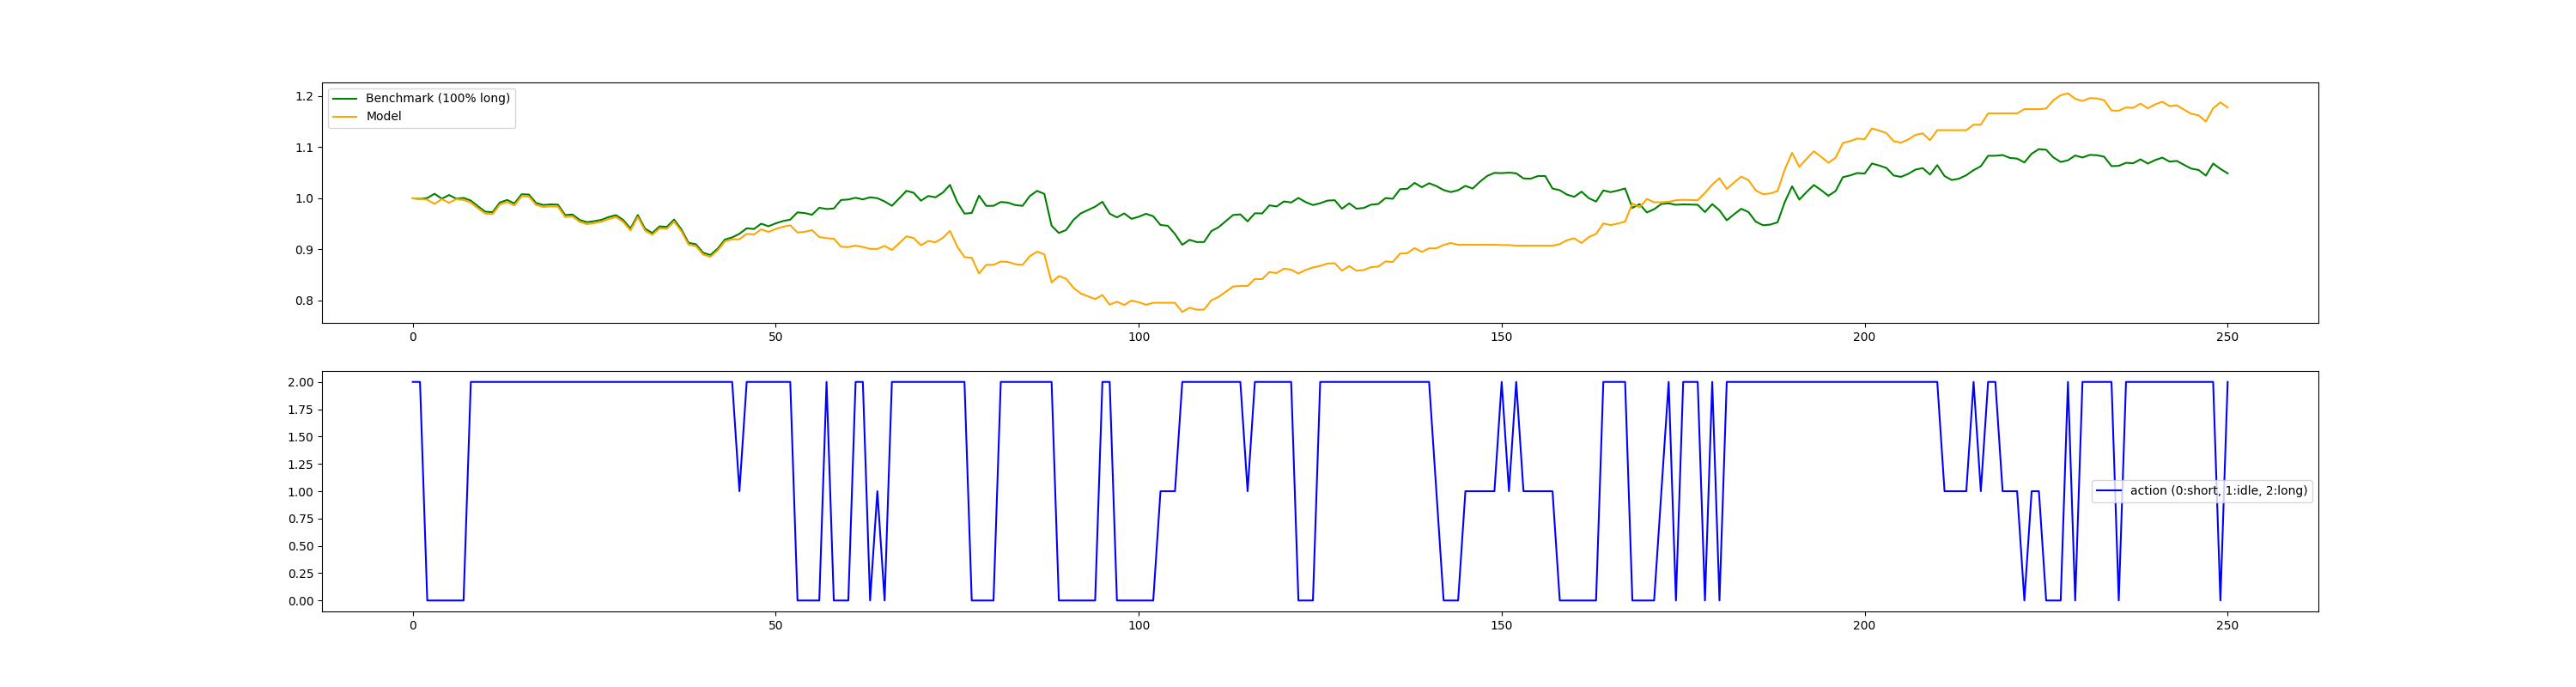 1.2
1.1
1.0
0.9
0.8
Benchmark (100% long)
Model
0 50 100 150 200 250
2.00
1.75
1.50
1.25
1.00
0.75
0.50
0.25
0.00
action (0:short, 1:idle, 2:long)
0 50 100 150 200 250